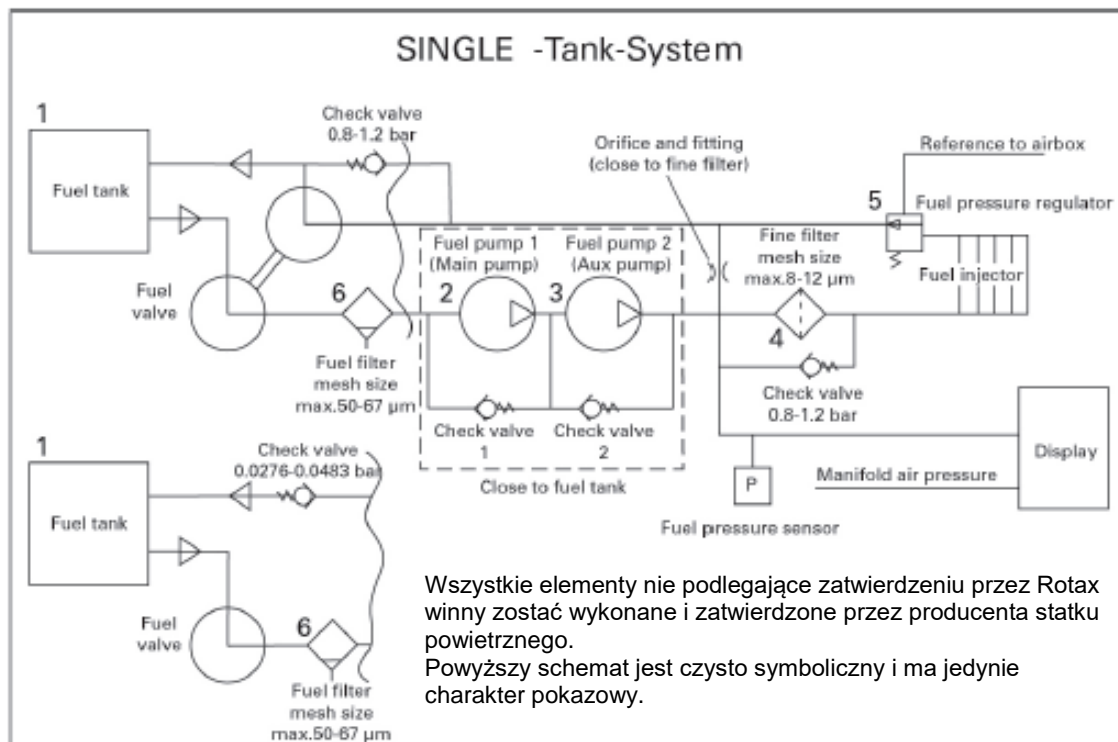 SINGLE -Tank-System
1
Fuel tank
Check valve
0.8-1.2 bar
Orifice and fitting
(close to fine filter)
Reference to airbox
5
Fuel pressure regulator
Fuel pump 1
(Main pump)
Fuel pump 2
(Aux pump)
Fine filter
mesh size
max.8-12 µm
Fuel injector
Fuel
valve
6
2
3
4
Fuel filter
mesh size
max.50-67 µm
Check valve
1
Check valve
2
Close to fuel tank
Check valve
0.8-1.2 bar
Display
Manifold air pressure
P
Fuel pressure sensor
1
Fuel tank
Check valve
0.0276-0.0483 bar
Fuel
valve
6
Fuel filter
mesh size
max.50-67 µm
Wszystkie elementy nie podlegające zatwierdzeniu przez Rotax
winny zostać wykonane i zatwierdzone przez producenta statku
powietrznego.
Powyższy schemat jest czysto symboliczny i ma jedynie
charakter pokazowy.